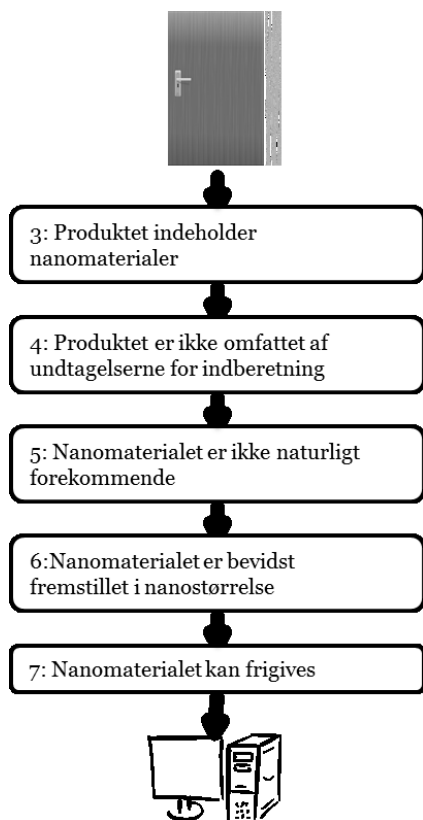 3: Produktet indeholder
nanomaterialer
4: Produktet er ikke omfattet af
undtagelserne for indberetning
5: Nanomaterialet er ikke naturligt
forekommende
6:Nanomaterialet er bevidst
fremstillet i nanostørrelse
7: Nanomaterialet kan frigives